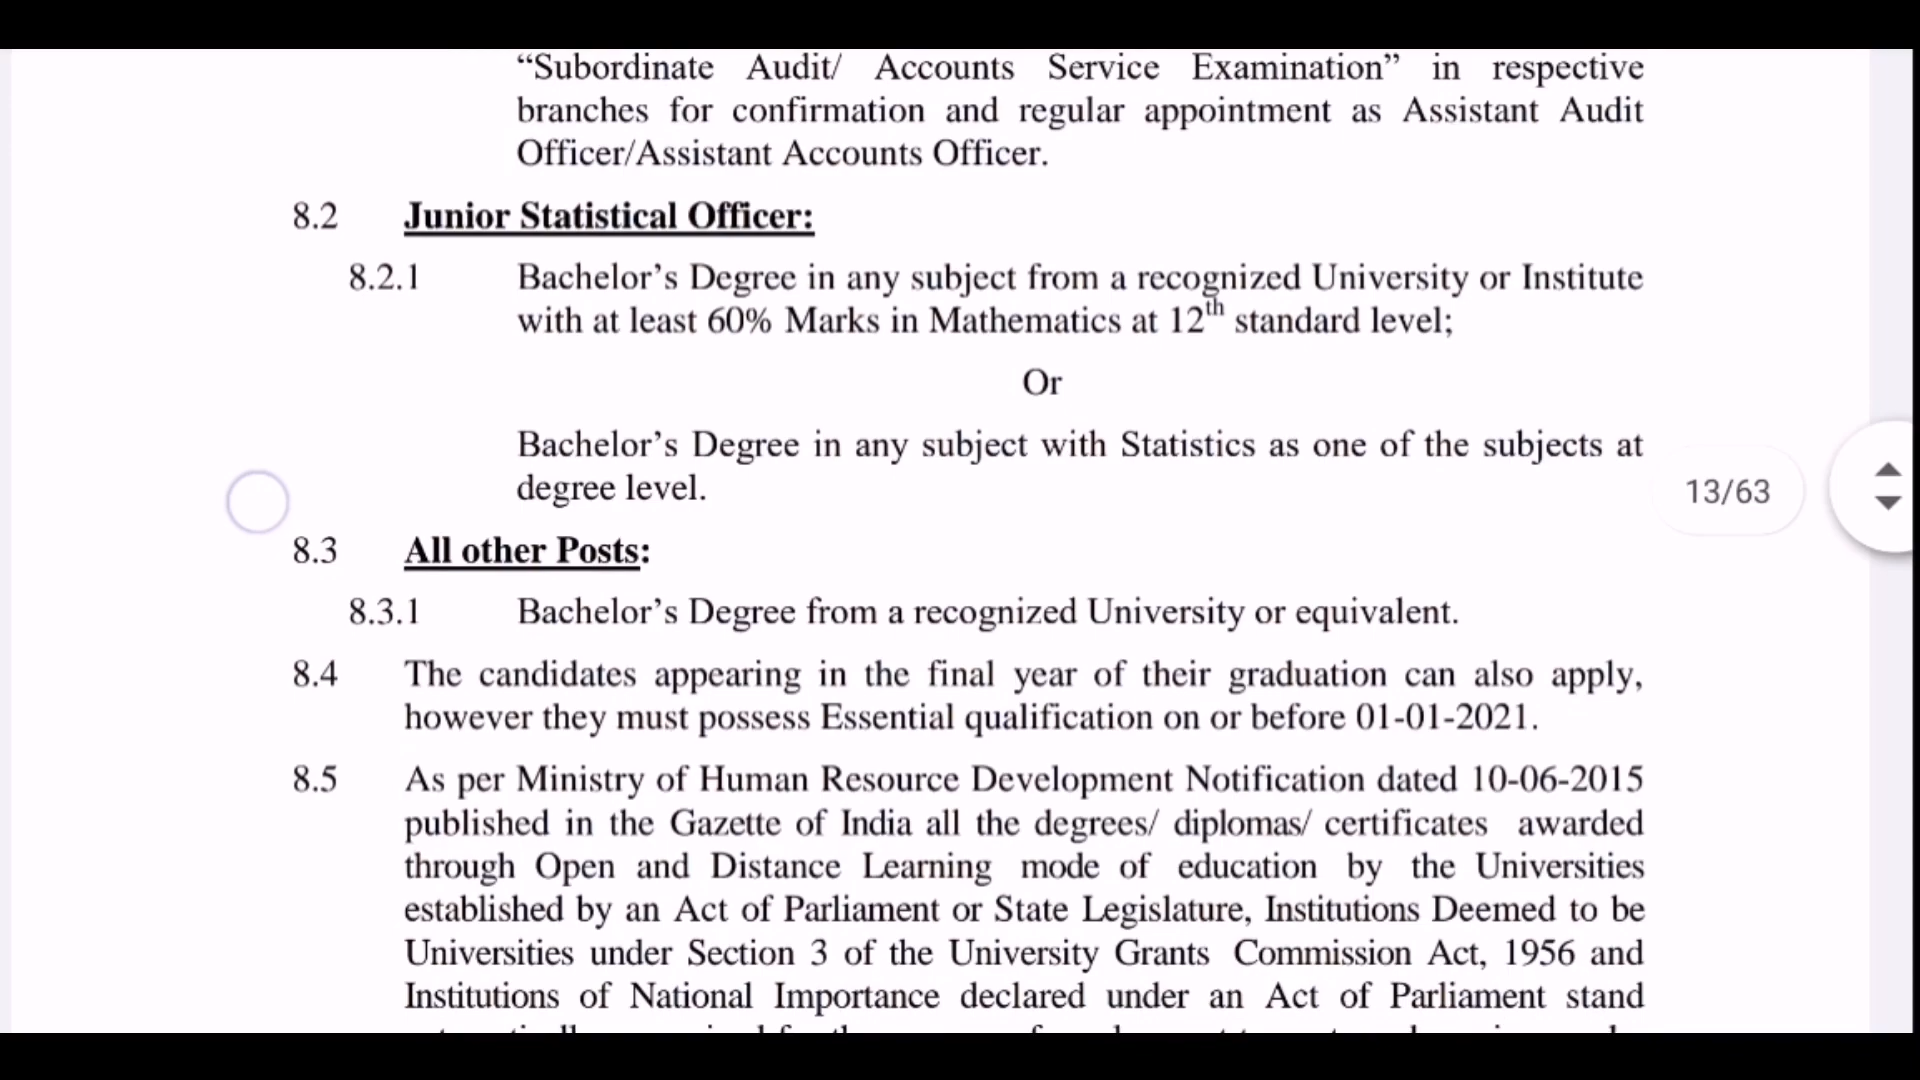 “Subordinate Audit/ Accounts Service Examination” in respective
branches for confirmation and regular appointment as Assistant Audit
Officer/Assistant Accounts Officer.
8.2 Junior Statistical Officer:
8.2.1 Bachelor’s Degree in any subject from a recognized University or Institute
with at least 60% Marks in Mathematics at 12th standard level;
Or
Bachelor’s Degree in any subject with Statistics as one of the subjects at
degree level.
13/63
8.3 All other Posts:
8.3.1 Bachelor’s Degree from a recognized University or equivalent.
8.4 The candidates appearing in the final year of their graduation can also apply,
however they must possess Essential qualification on or before 01-01-2021.
8.5 As per Ministry of Human Resource Development Notification dated 10-06-2015
published in the Gazette of India all the degrees/ diplomas/ certificates awarded
through Open and Distance Learning mode of education by the Universities
established by an Act of Parliament or State Legislature, Institutions Deemed to be
Universities under Section 3 of the University Grants Commission Act, 1956 and
Institutions of National Importance declared under an Act of Parliament stand